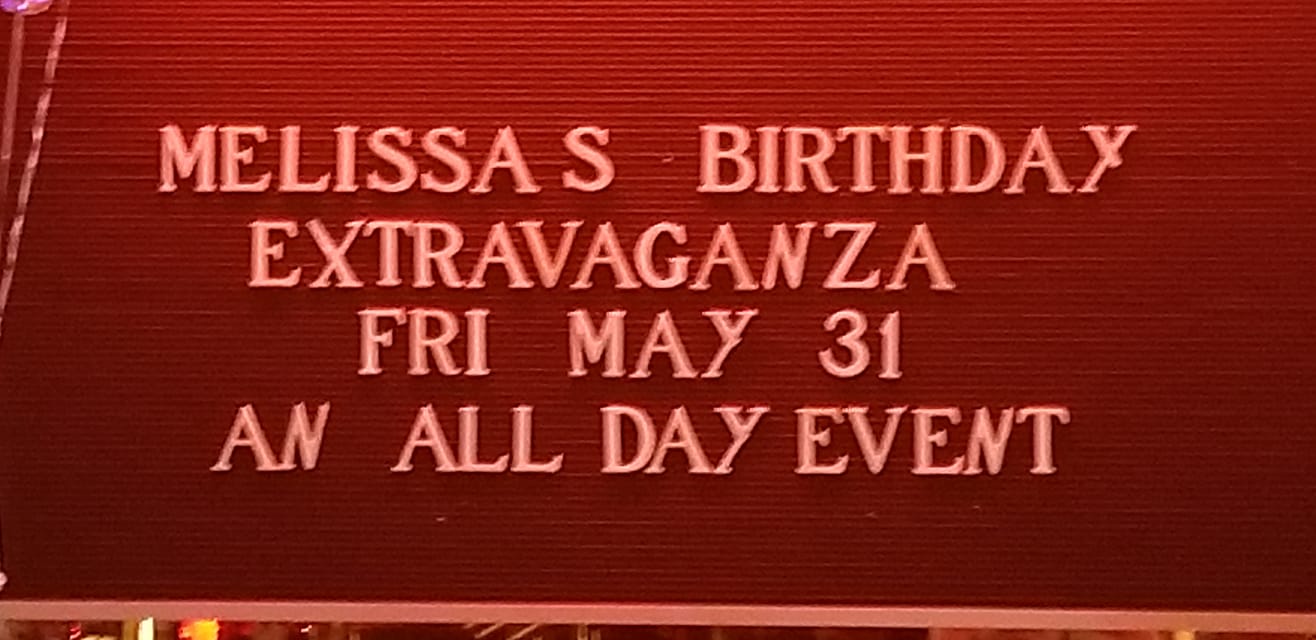 MELISSA S BIRTHDAY
EXTRAVAGANZA
FRI MAY 31
AN ALL DAY EVENT